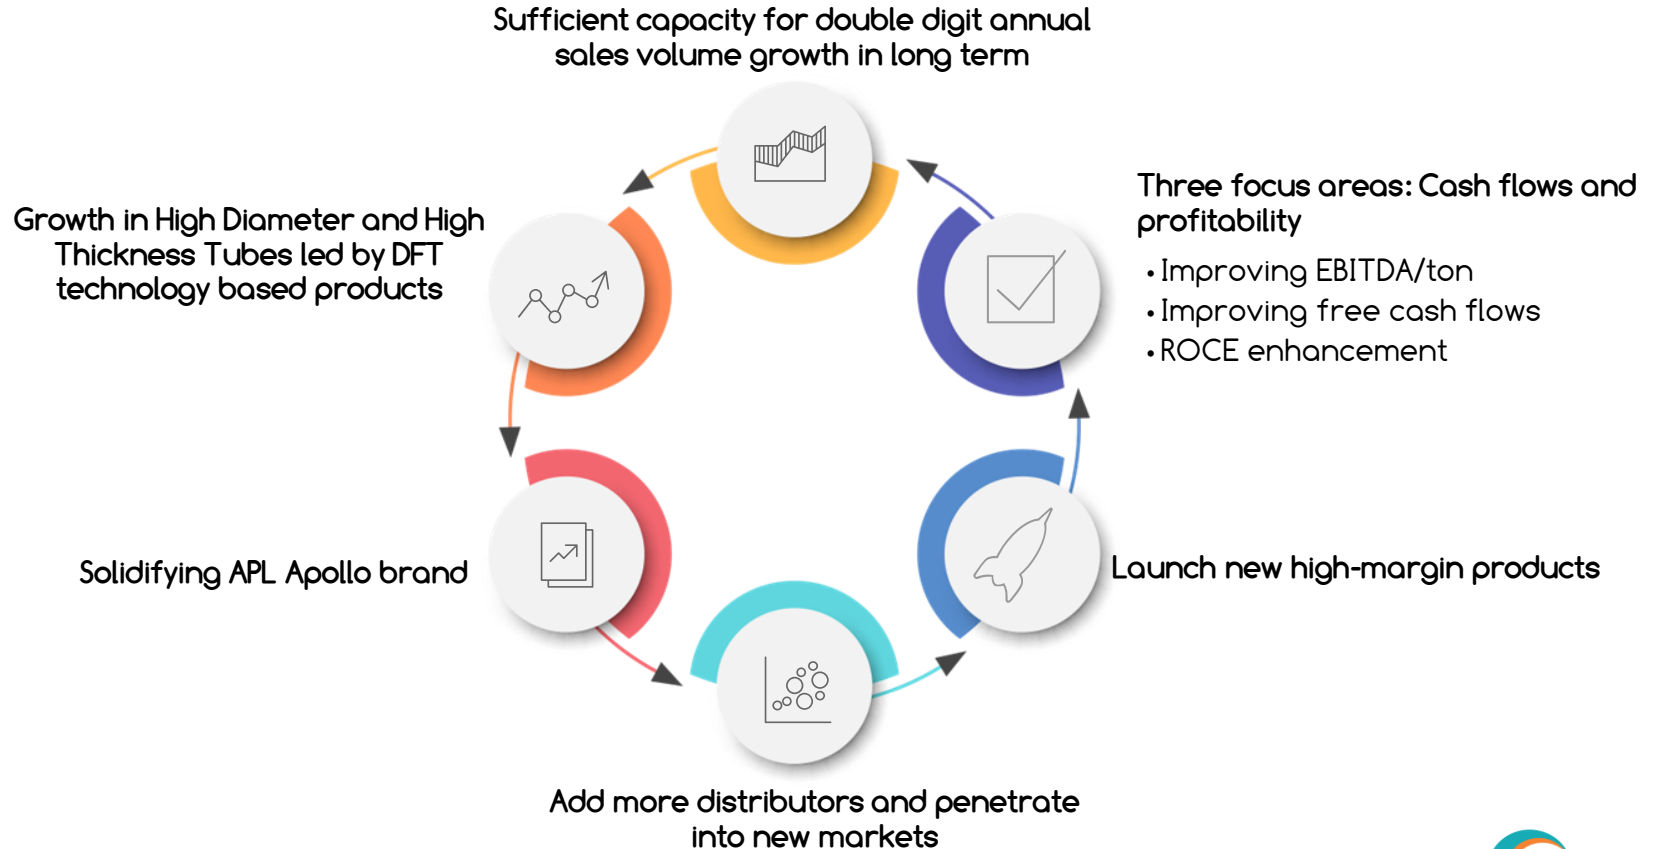 Sufficient capacity for double digit annual
sales volume growth in long term
Three focus areas: Cash flows and
profitability
• Improving EBITDA/ton
• Improving free cash flows
• ROCE enhancement
Growth in High Diameter and High
Thickness Tubes led by DFT
technology based products
Solidifying APL Apollo brand
Launch new high-margin products
Add more distributors and penetrate
into new markets